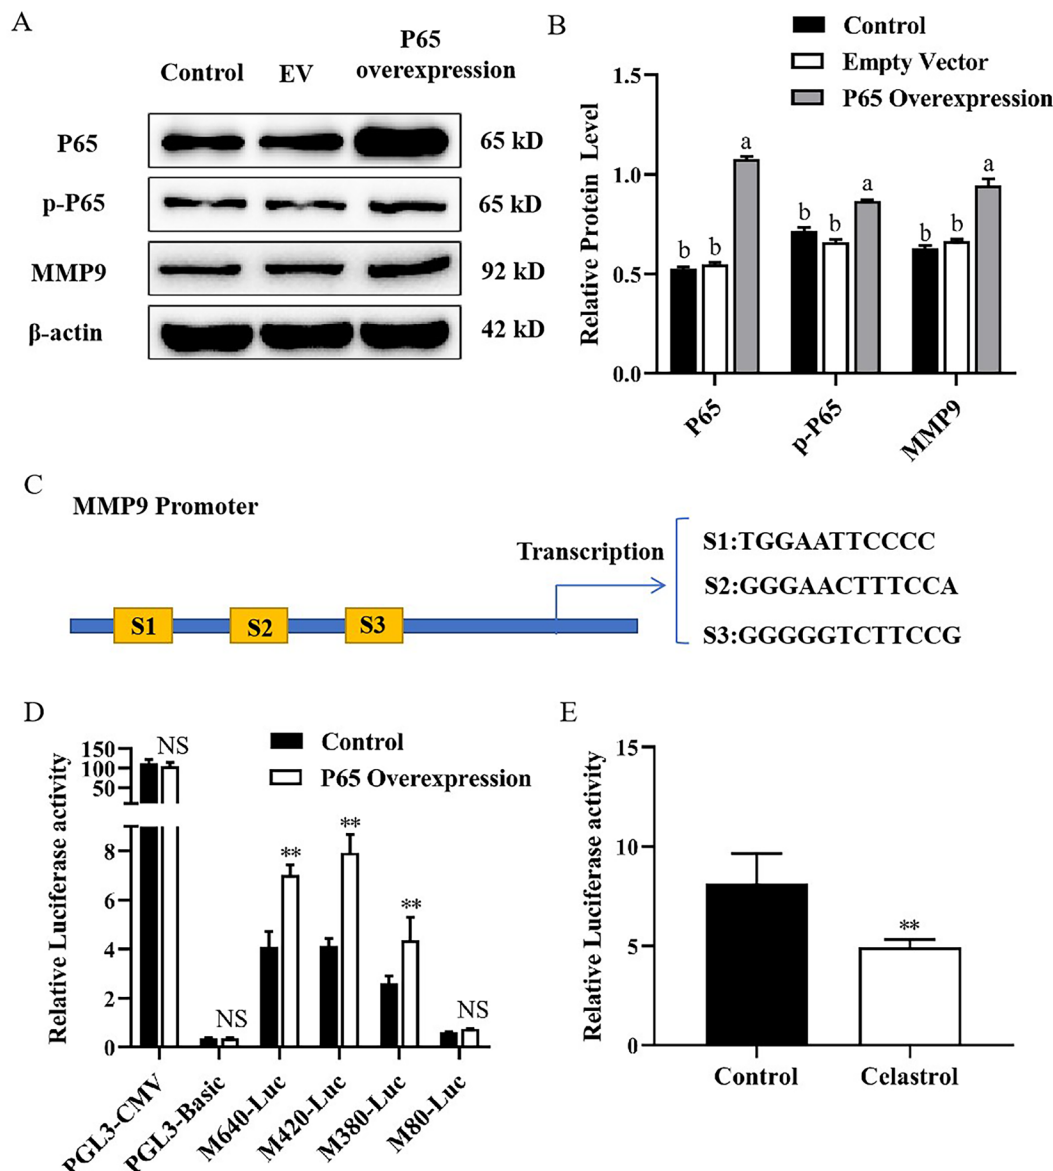 A
Control EV P65
overexpression
P65 65 kD
p-P65 65 kD
MMP9 92 kD
β-actin 42 kD
B
Control
Empty Vector
P65 Overexpression
Relative Protein Level
1.5
1.0
0.5
0.0
b b a
b b a
b b a
P65 p-P65 MMP9
C
MMP9 Promoter
Transcription
S1 S2 S3
S1:TGGAATTCCCC
S2:GGGAACTTTCCA
S3:GGGGGTCTTCCG
D
Control
P65 Overexpression
Relative Luciferase activity
150
100
50
8
6
4
2
0
NS NS ** ** ** NS
PGL3-CMV PGL3-Basic M640-Luc M420-Luc M380-Luc M80-Luc
E
Relative Luciferase activity
15
10
5
0
**
Control Celastrol